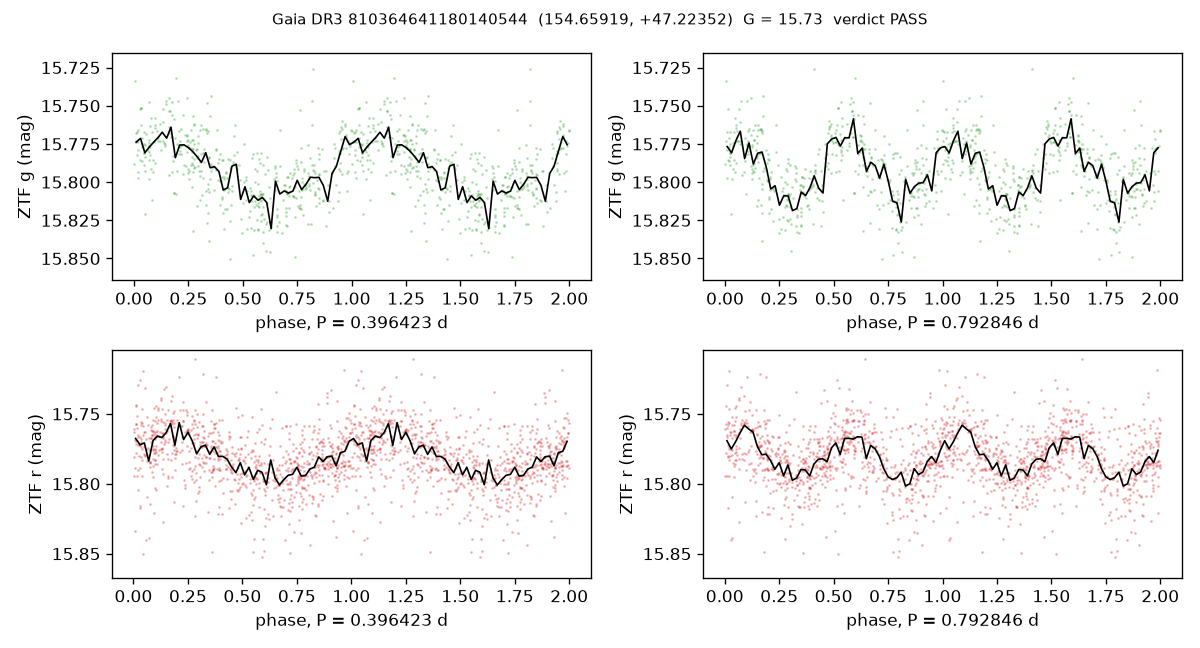 Gaia DR3 810364641180140544 (154.65919, +47.22352) G = 15.73 verdict PASS
ZTF g (mag)
15.725
15.750
15.775
15.800
15.825
15.850
0.00 0.25 0.50 0.75 1.00 1.25 1.50 1.75 2.00
phase, P = 0.396423 d
ZTF g (mag)
15.725
15.750
15.775
15.800
15.825
15.850
0.00 0.25 0.50 0.75 1.00 1.25 1.50 1.75 2.00
phase, P = 0.792846 d
ZTF r (mag)
15.75
15.80
15.85
0.00 0.25 0.50 0.75 1.00 1.25 1.50 1.75 2.00
phase, P = 0.396423 d
ZTF r (mag)
15.75
15.80
15.85
0.00 0.25 0.50 0.75 1.00 1.25 1.50 1.75 2.00
phase, P = 0.792846 d